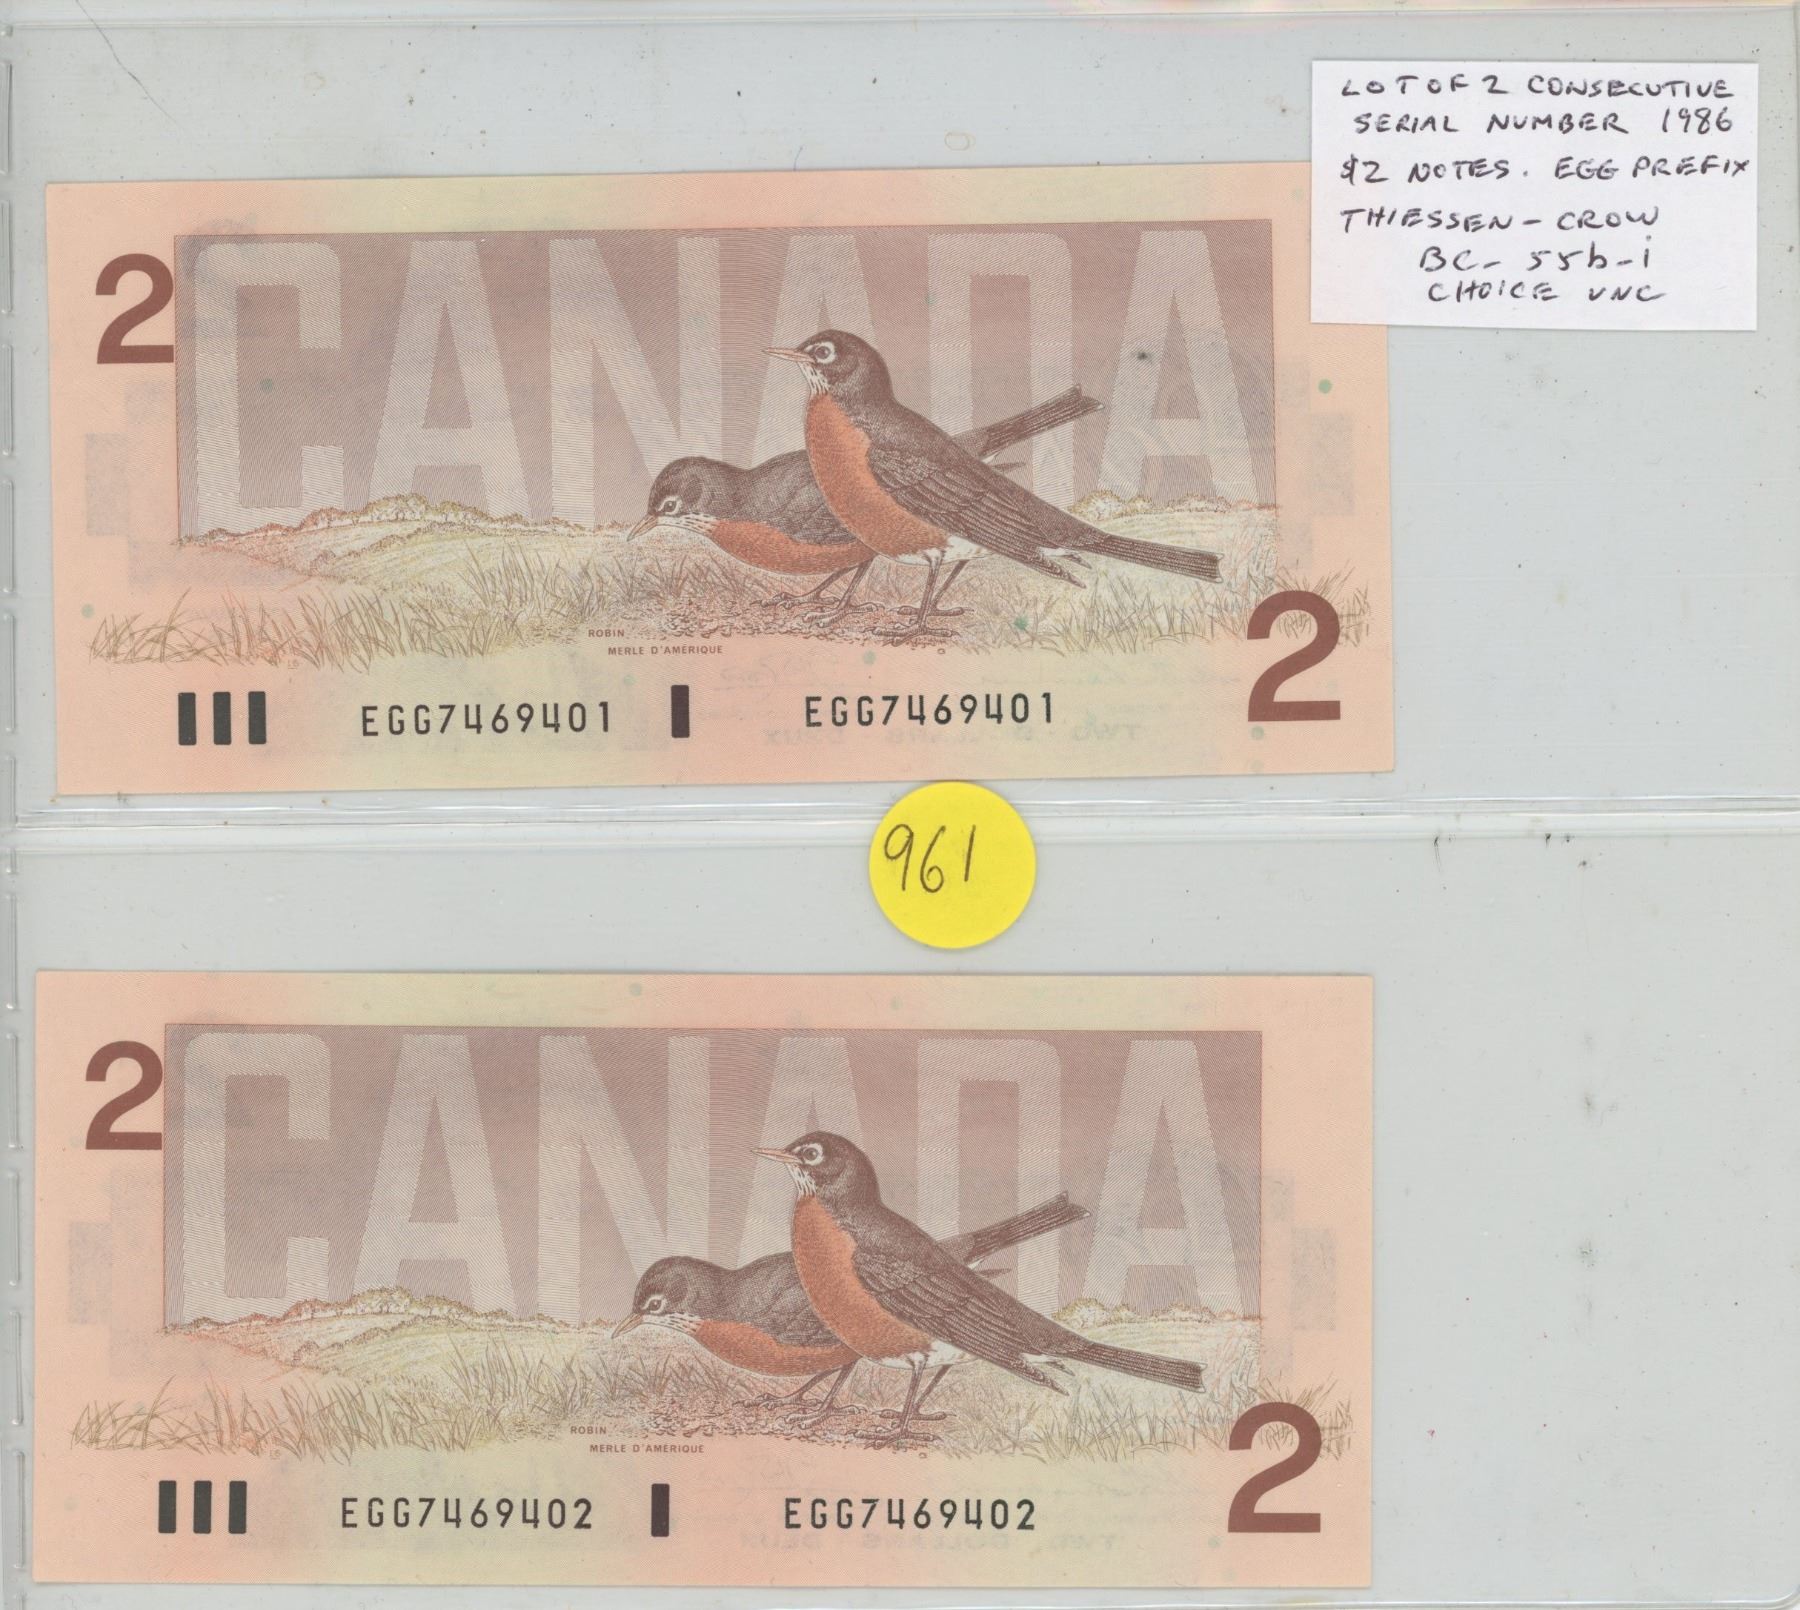 LOT OF 2 CONSECUTIVE
SERIAL NUMBER 1986
$2 NOTES. EGG PREFIX
THIESSEN - CROW
BC- 55b-i
CHOICE UNC
2
CANADA
ROBIN
MERLE D'AMÉRIQUE
2
EGG7469401 EGG7469401
961
2
CANADA
ROBIN
MERLE D'AMÉRIQUE
2
EGG7469402 EGG7469402